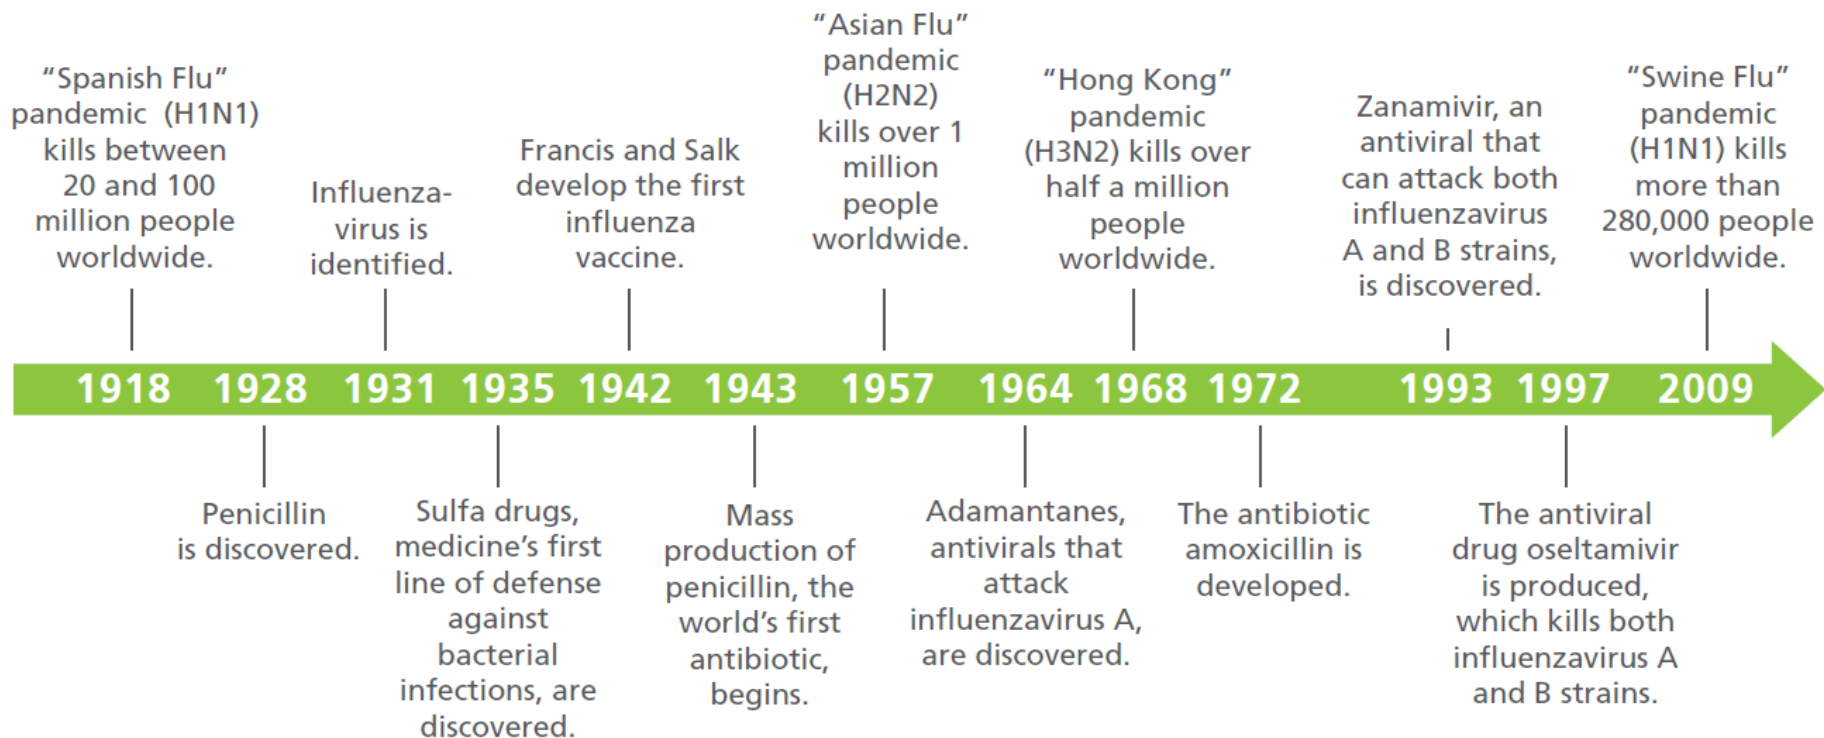 “Spanish Flu”
pandemic (H1N1)
kills between
20 and 100
million people
worldwide.
Influenza-
virus is
identified.
Francis and Salk
develop the first
influenza
vaccine.
“Asian Flu”
pandemic
(H2N2)
kills over 1
million
people
worldwide.
“Hong Kong”
pandemic
(H3N2) kills over
half a million
people
worldwide.
Zanamivir, an
antiviral that
can attack both
influenzavirus
A and B strains,
is discovered.
“Swine Flu”
pandemic
(H1N1) kills
more than
280,000 people
worldwide.
1918 1928 1931 1935 1942 1943 1957 1964 1968 1972 1993 1997 2009
Penicillin
is discovered.
Sulfa drugs,
medicine’s first
line of defense
against
bacterial
infections, are
discovered.
Mass
production of
penicillin, the
world’s first
antibiotic,
begins.
Adamantanes,
antivirals that
attack
influenzavirus A,
are discovered.
The antibiotic
amoxicillin is
developed.
The antiviral
drug oseltamivir
is produced,
which kills both
influenzavirus A
and B strains.